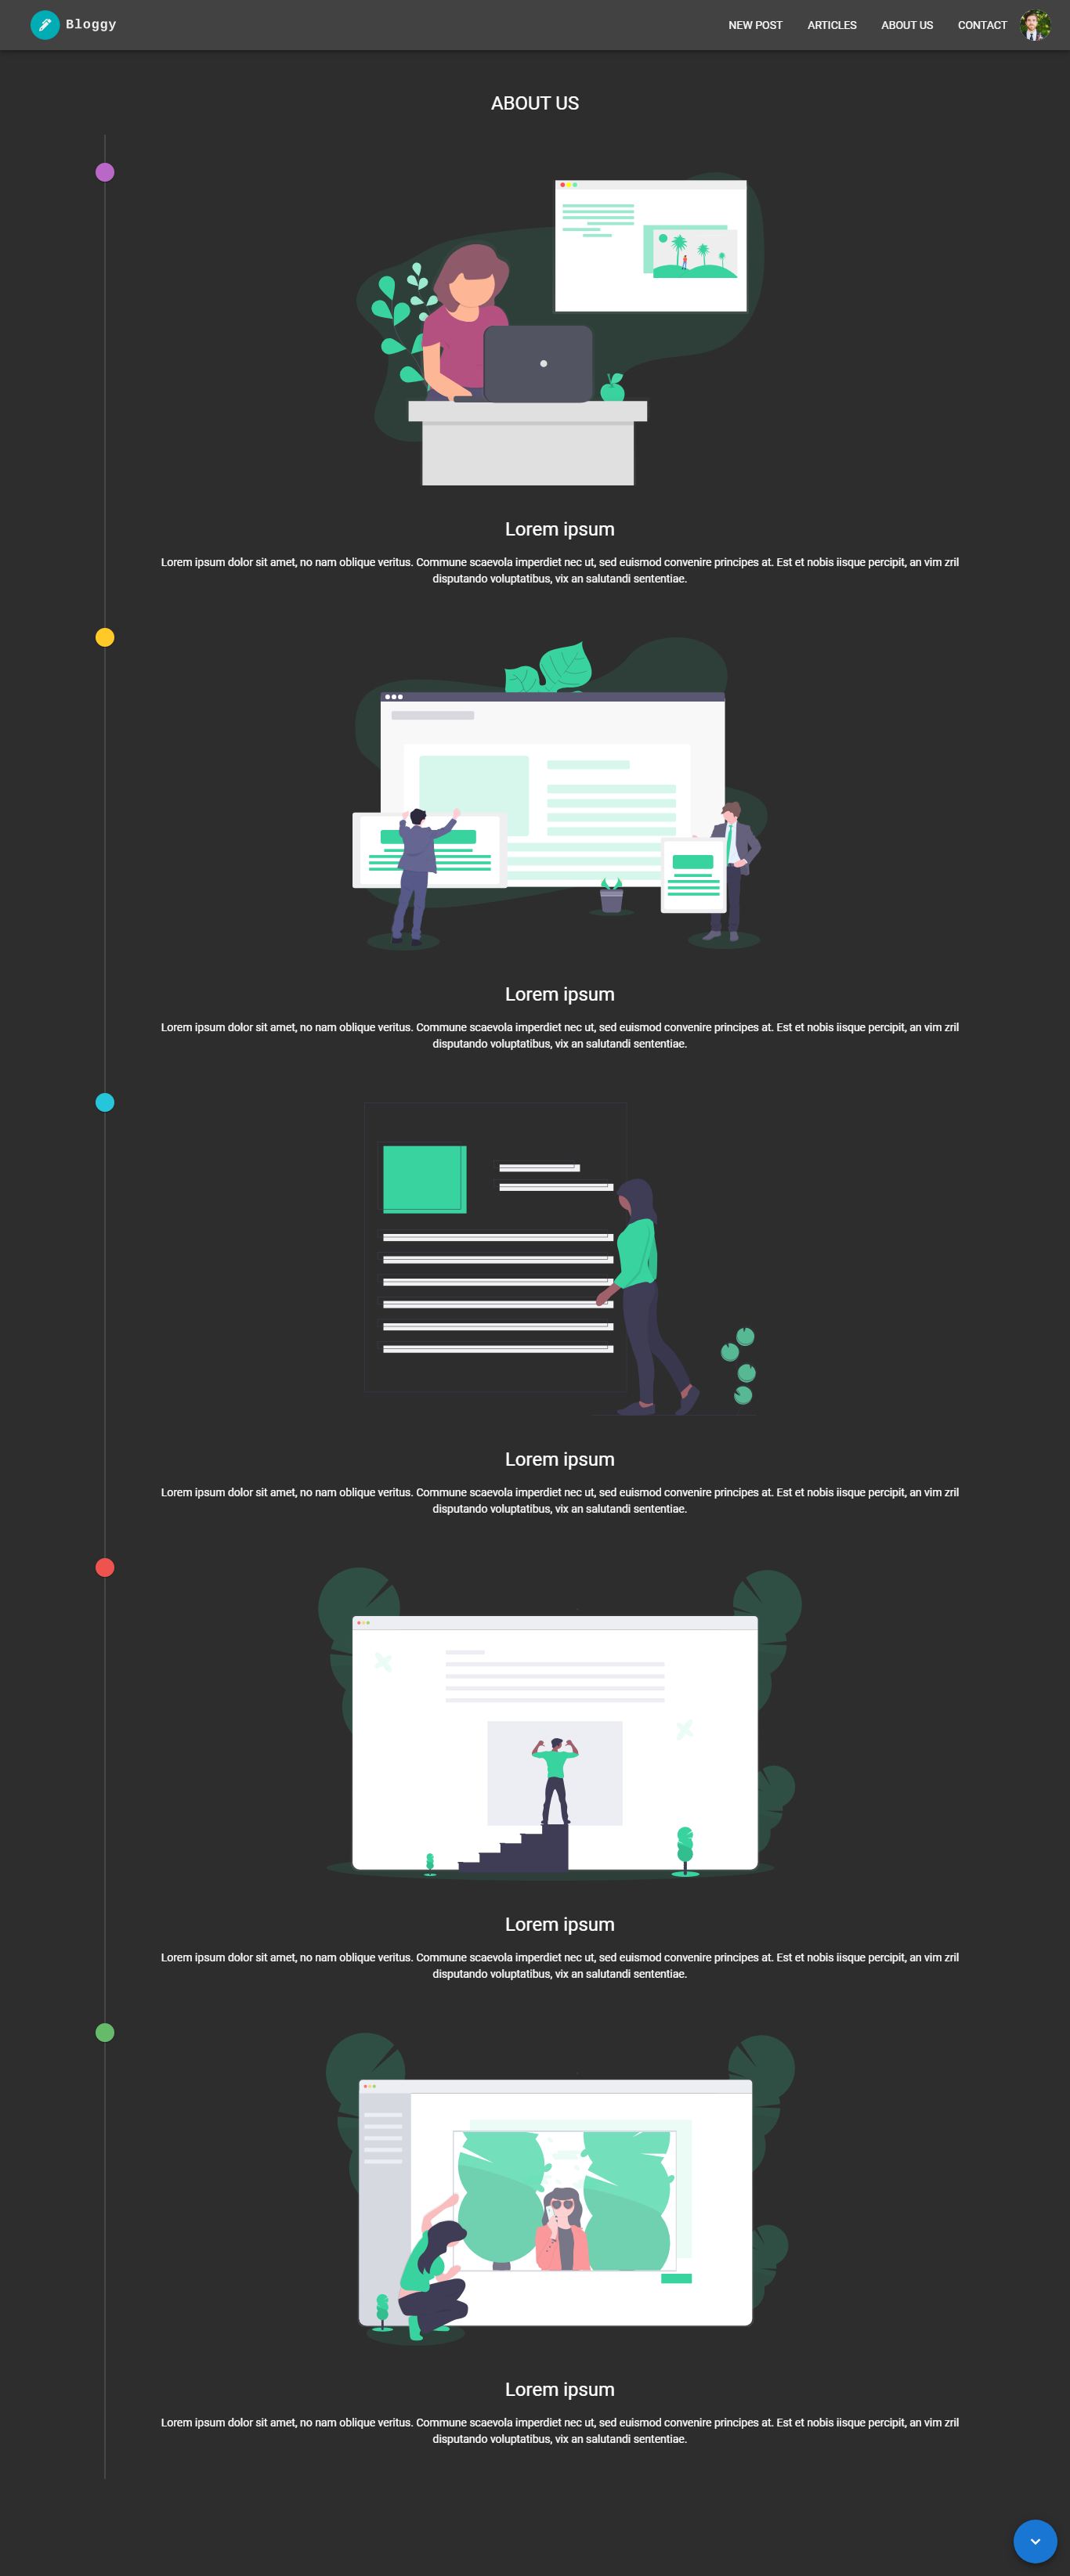 Bloggy
NEW POST
ARTICLES
ABOUT US
CONTACT
ABOUT US
Lorem ipsum
Lorem ipsum dolor sit amet, no nam oblique veritus. Commune scaevola imperdiet nec ut, sed euismod convenire principes at. Est et nobis iisque percipit, an vim zril
disputando voluptatibus, vix an salutandi sententiae.
Lorem ipsum
Lorem ipsum dolor sit amet, no nam oblique veritus. Commune scaevola imperdiet nec ut, sed euismod convenire principes at. Est et nobis iisque percipit, an vim zril
disputando voluptatibus, vix an salutandi sententiae.
Lorem ipsum
Lorem ipsum dolor sit amet, no nam oblique veritus. Commune scaevola imperdiet nec ut, sed euismod convenire principes at. Est et nobis iisque percipit, an vim zril
disputando voluptatibus, vix an salutandi sententiae.
Lorem ipsum
Lorem ipsum dolor sit amet, no nam oblique veritus. Commune scaevola imperdiet nec ut, sed euismod convenire principes at. Est et nobis iisque percipit, an vim zril
disputando voluptatibus, vix an salutandi sententiae.
Lorem ipsum
Lorem ipsum dolor sit amet, no nam oblique veritus. Commune scaevola imperdiet nec ut, sed euismod convenire principes at. Est et nobis iisque percipit, an vim zril
disputando voluptatibus, vix an salutandi sententiae.